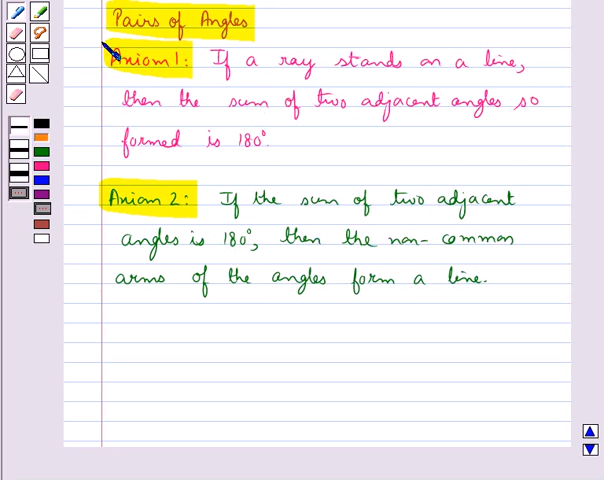 Pairs of Angles
Axiom 1: If a ray stands on a line,
then the sum of two adjacent angles so
formed is 180°.
Axiom 2: If the sum of two adjacent
angles is 180°, then the non-common
arms of the angles form a line.